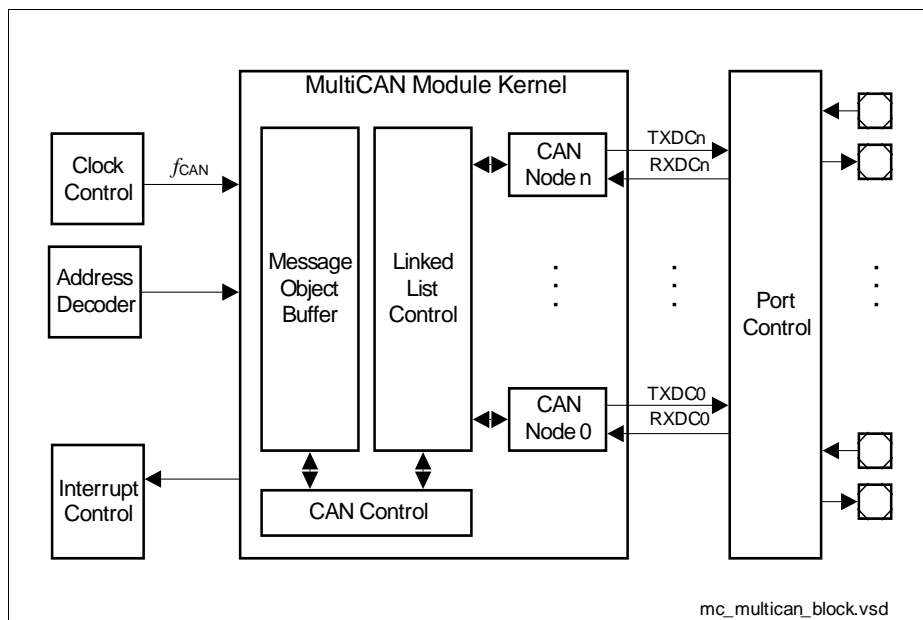 MultiCAN Module Kernel
Clock
Control
fCAN
Address
Decoder
Interrupt
Control
Message
Object
Buffer
Linked
List
Control
CAN Control
CAN
Node n
CAN
Node 0
TXDCn
RXDCn
TXDC0
RXDC0
Port
Control
mc_multican_block.vsd